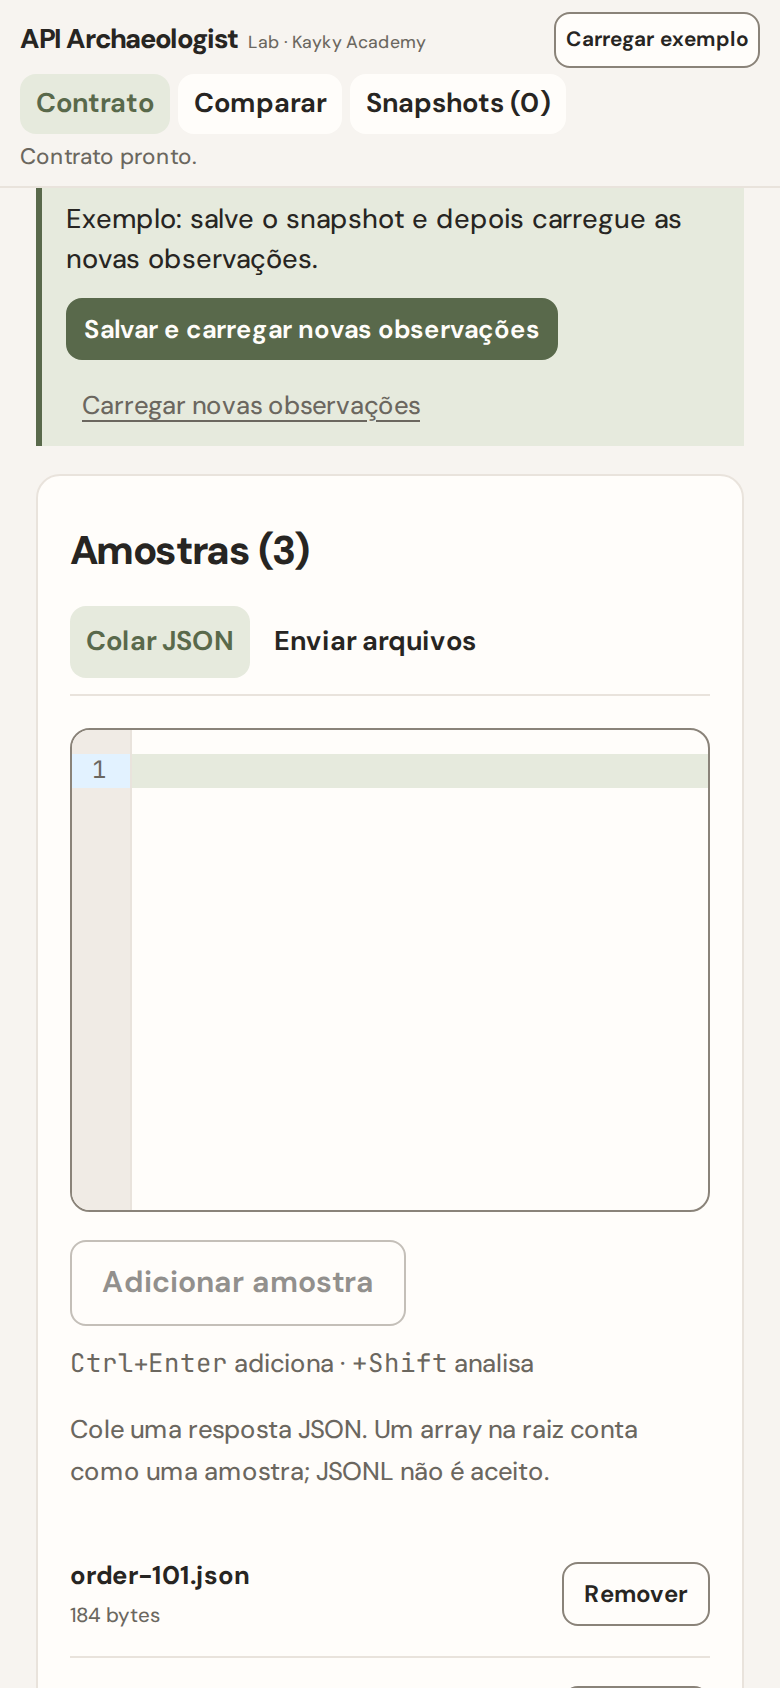 API Archaeologist Lab · Kayky Academy
Carregar exemplo
Contrato Comparar Snapshots (0)
Contrato pronto.
Exemplo: salve o snapshot e depois carregue as
novas observações.
Salvar e carregar novas observações
Carregar novas observações
Amostras (3)
Colar JSON Enviar arquivos
1
Adicionar amostra
Ctrl+Enter adiciona · +Shift analisa
Cole uma resposta JSON. Um array na raiz conta
como uma amostra; JSONL não é aceito.
order-101.json
184 bytes
Remover